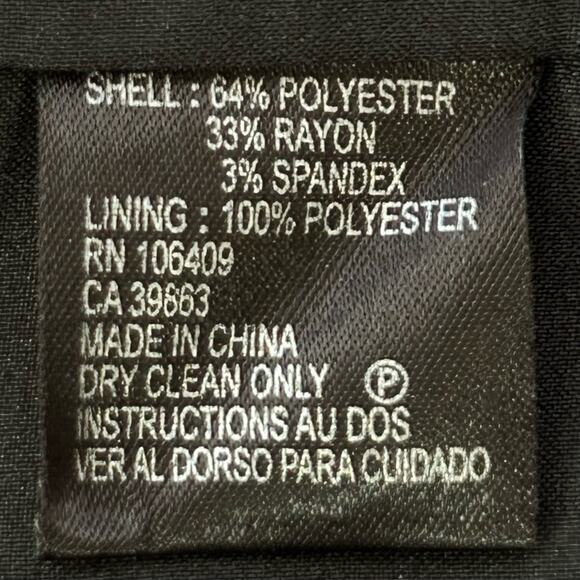 SHELL : 64% POLYESTER
33% RAYON
3% SPANDEX
LINING : 100% POLYESTER
RN 106409
CA 39863
MADE IN CHINA
DRY CLEAN ONLY Ⓟ
INSTRUCTIONS AU DOS
VER AL DORSO PARA CUIDADO